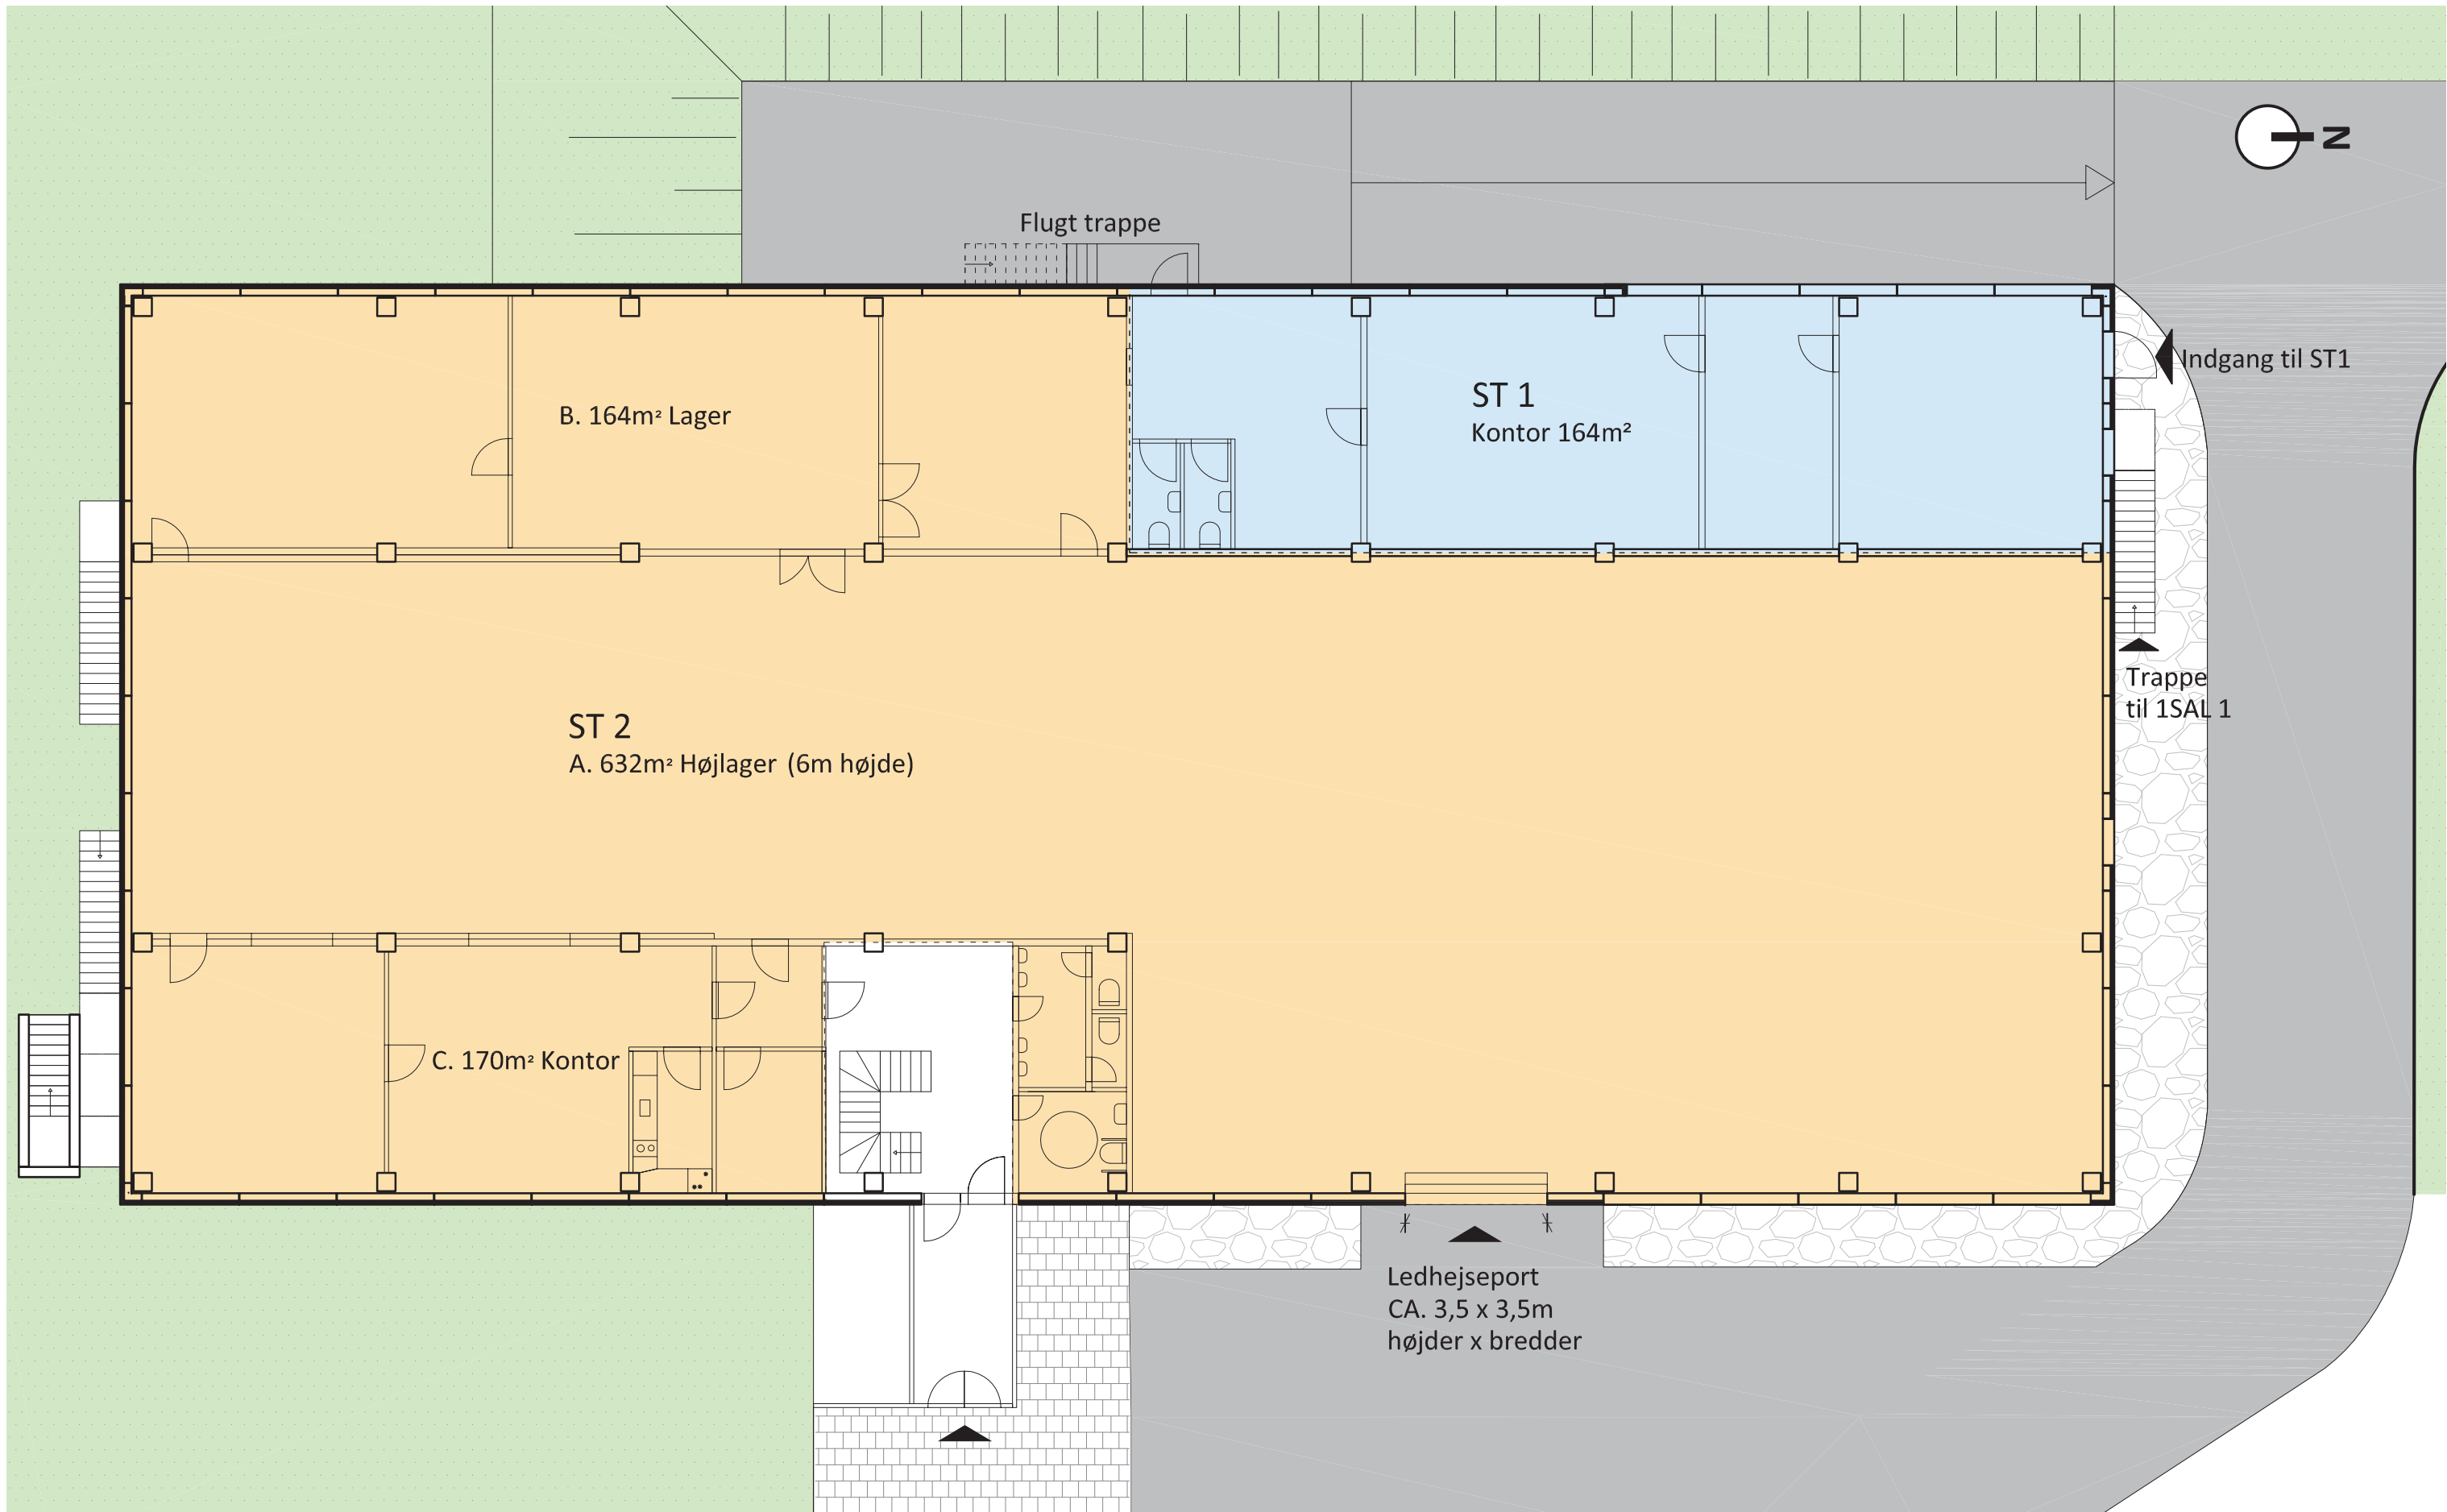 N
Flugt trappe
Indgang til ST1
ST 1
Kontor 164m²
B. 164m² Lager
Trappe
til 1SAL 1
ST 2
A. 632m² Højlager (6m højde)
C. 170m² Kontor
Ledhejseport
CA. 3,5 x 3,5m
højder x bredder